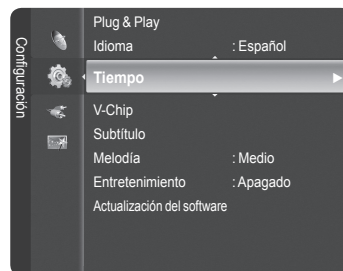 Configuración
Plug & Play
Idioma : Español
Tiempo
V-Chip
Subtítulo
Melodía : Medio
Entretenimiento : Apagado
Actualización del software